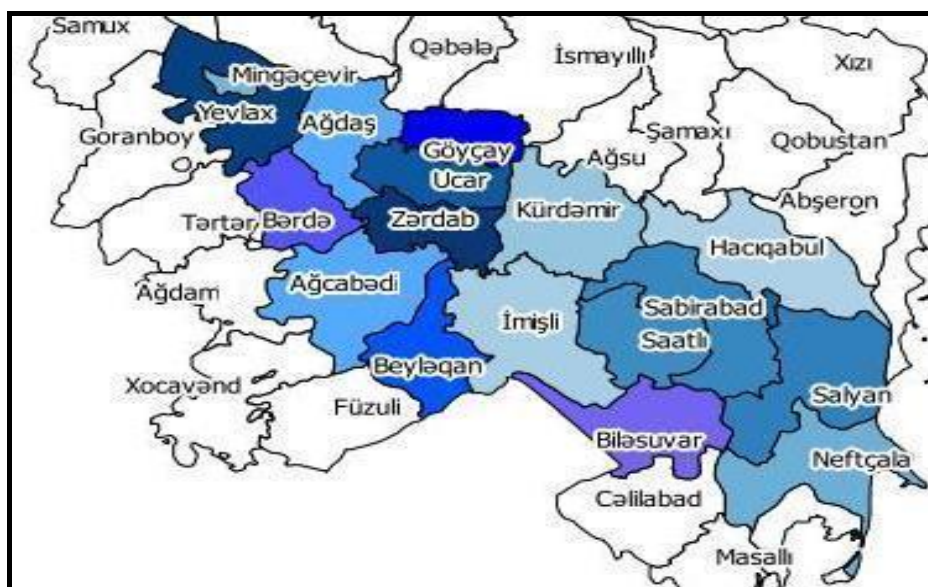 Samux
Qəbələ
İsmayıllı
Xızı
Mingəçevir
Yevlax
Ağdaş
Goranboy
Göyçay
Şamaxı
Qobustan
Ağsu
Ucar
Abşeron
Tərtər
Bərdə
Zərdab
Kürdəmir
Hacıqabul
Ağdam
Ağcabədi
İmişli
Sabirabad
Saatlı
Xocavənd
Beyləqan
Füzuli
Salyan
Biləsuvar
Neftçala
Cəlilabad
Masallı